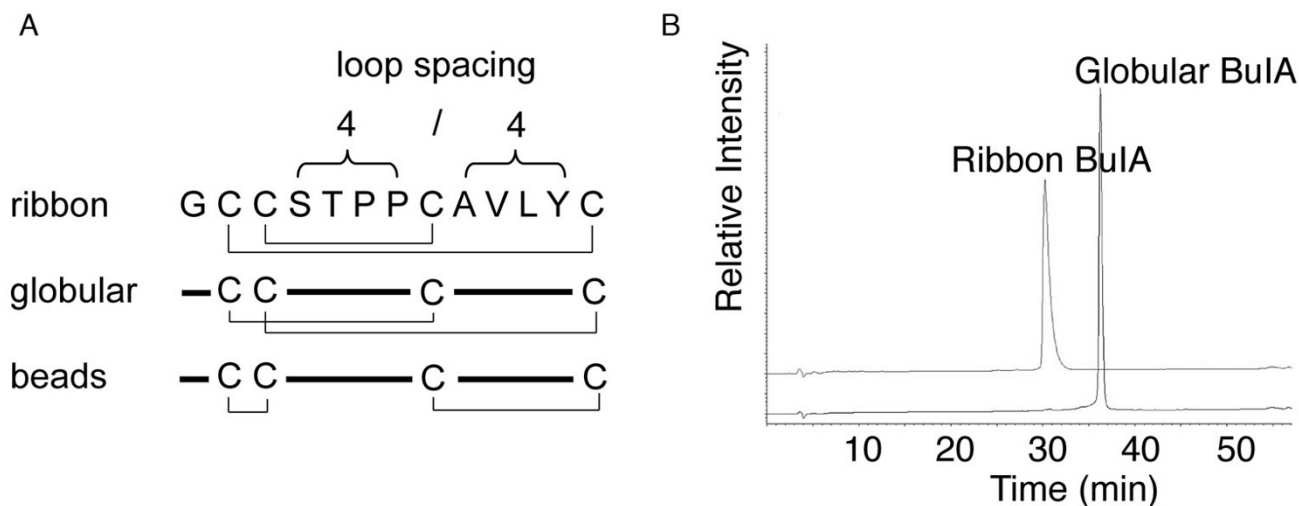 A
loop spacing
4 / 4
ribbon G C C S T P P C A V L Y C
globular C C C C
beads C C C C
B
Relative Intensity
Globular BuIA
Ribbon BuIA
10 30 40 50
Time (min)